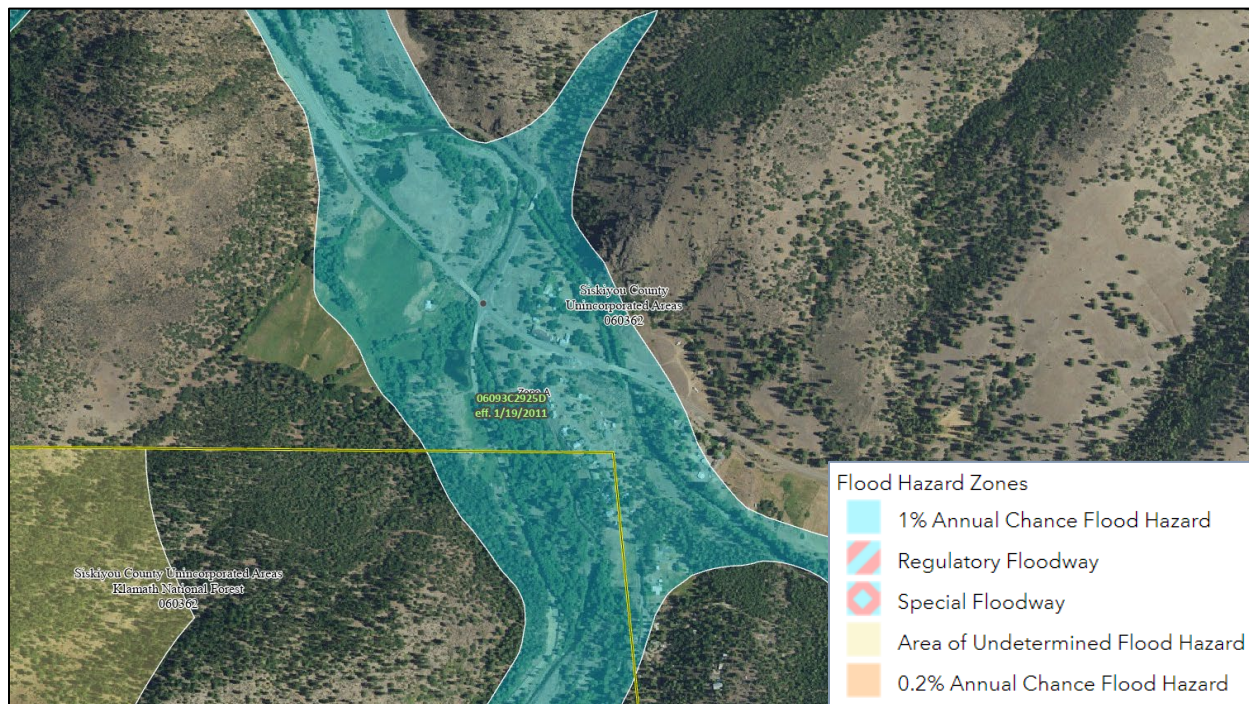 Siskiyou County
Unincorporated Areas
060362
Zone A
06093C2925D
eff. 1/19/2011
Siskiyou County Unincorporated Areas
Klamath National Forest
060362
Flood Hazard Zones
1% Annual Chance Flood Hazard
Regulatory Floodway
Special Floodway
Area of Undetermined Flood Hazard
0.2% Annual Chance Flood Hazard